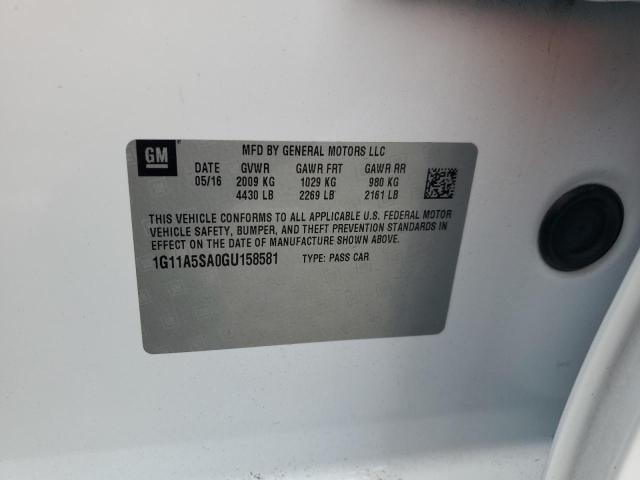 GM
MFD BY GENERAL MOTORS LLC
DATE GVWR GAWR FRT GAWR RR
05/16 2009 KG 1029 KG 980 KG
4430 LB 2269 LB 2161 LB
THIS VEHICLE CONFORMS TO ALL APPLICABLE U.S. FEDERAL MOTOR
VEHICLE SAFETY, BUMPER, AND THEFT PREVENTION STANDARDS IN
EFFECT ON THE DATE OF MANUFACTURE SHOWN ABOVE.
1G11A5SA0GU158581 TYPE: PASS CAR